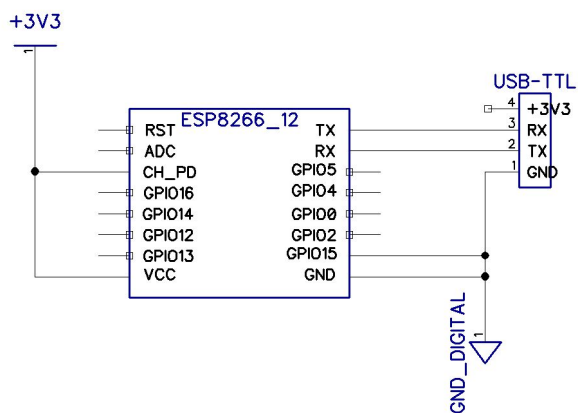 +3V3
1
USB-TTL
ESP8266_12
4 +3V3
RST TX 3 RX
ADC RX 2 TX
CH_PD GPIO5 1 GND
GPIO16 GPIO4
GPIO14 GPIO0
GPIO12 GPIO2
GPIO13 GPIO15
VCC GND
GND_DIGITAL
1